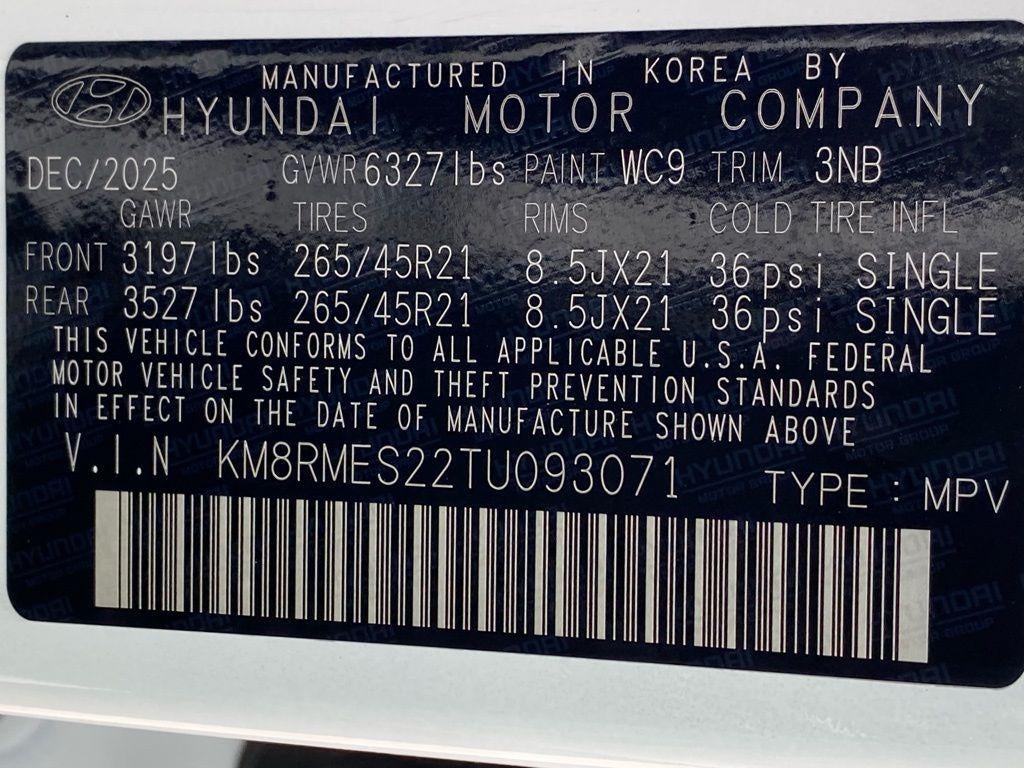 MANUFACTURED IN KOREA BY
HYUNDAI MOTOR COMPANY
DEC/2025 GVWR 6327lbs PAINT WC9 TRIM 3NB
GAWR TIRES RIMS COLD TIRE INFL
FRONT 3197lbs 265/45R21 8.5JX21 36psi SINGLE
REAR 3527lbs 265/45R21 8.5JX21 36psi SINGLE
THIS VEHICLE CONFORMS TO ALL APPLICABLE U.S.A. FEDERAL
MOTOR VEHICLE SAFETY AND THEFT PREVENTION STANDARDS
IN EFFECT ON THE DATE OF MANUFACTURE SHOWN ABOVE
V.I.N KM8RMES22TU093071 TYPE : MPV